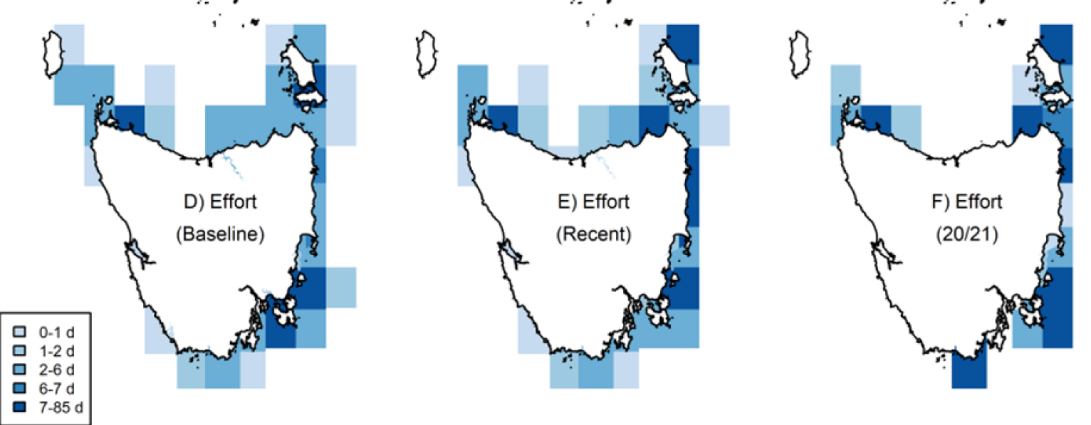 D) Effort
(Baseline)
E) Effort
(Recent)
F) Effort
(20/21)
0-1 d
1-2 d
2-6 d
6-7 d
7-85 d